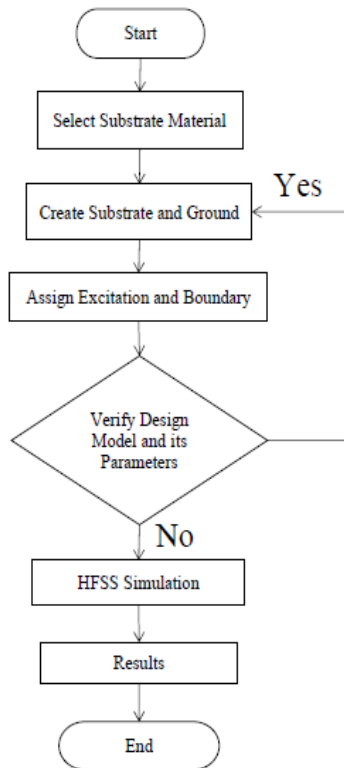 Start
Select Substrate Material
Yes
Create Substrate and Ground
Assign Excitation and Boundary
Verify Design
Model and its
Parameters
No
HFSS Simulation
Results
End